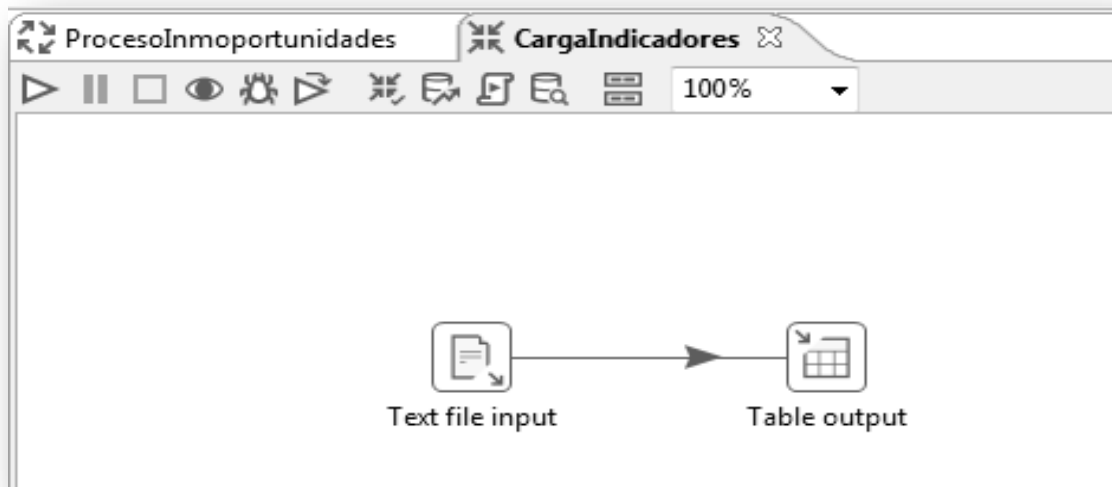 ProcesoInmoportunidades CargaIndicadores
100%
Text file input Table output